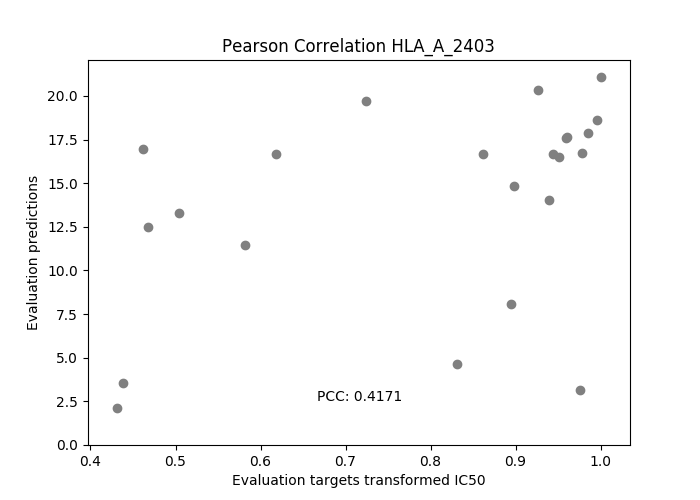 Pearson Correlation HLA_A_2403
20.0
17.5
15.0
12.5
10.0
7.5
5.0
2.5
0.0
Evaluation predictions
PCC: 0.4171
0.4 0.5 0.6 0.7 0.8 0.9 1.0
Evaluation targets transformed IC50